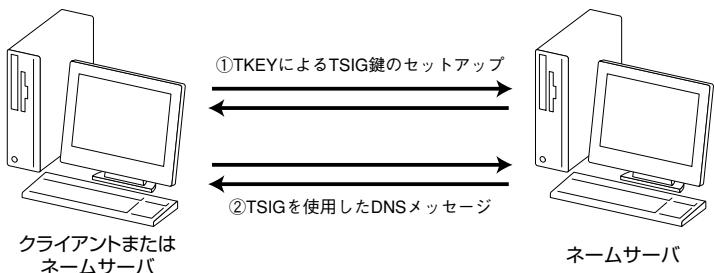 ①TKEYによるTSIG鍵のセットアップ
②TSIGを使用したDNSメッセージ
クライアントまたは
ネームサーバ
ネームサーバ